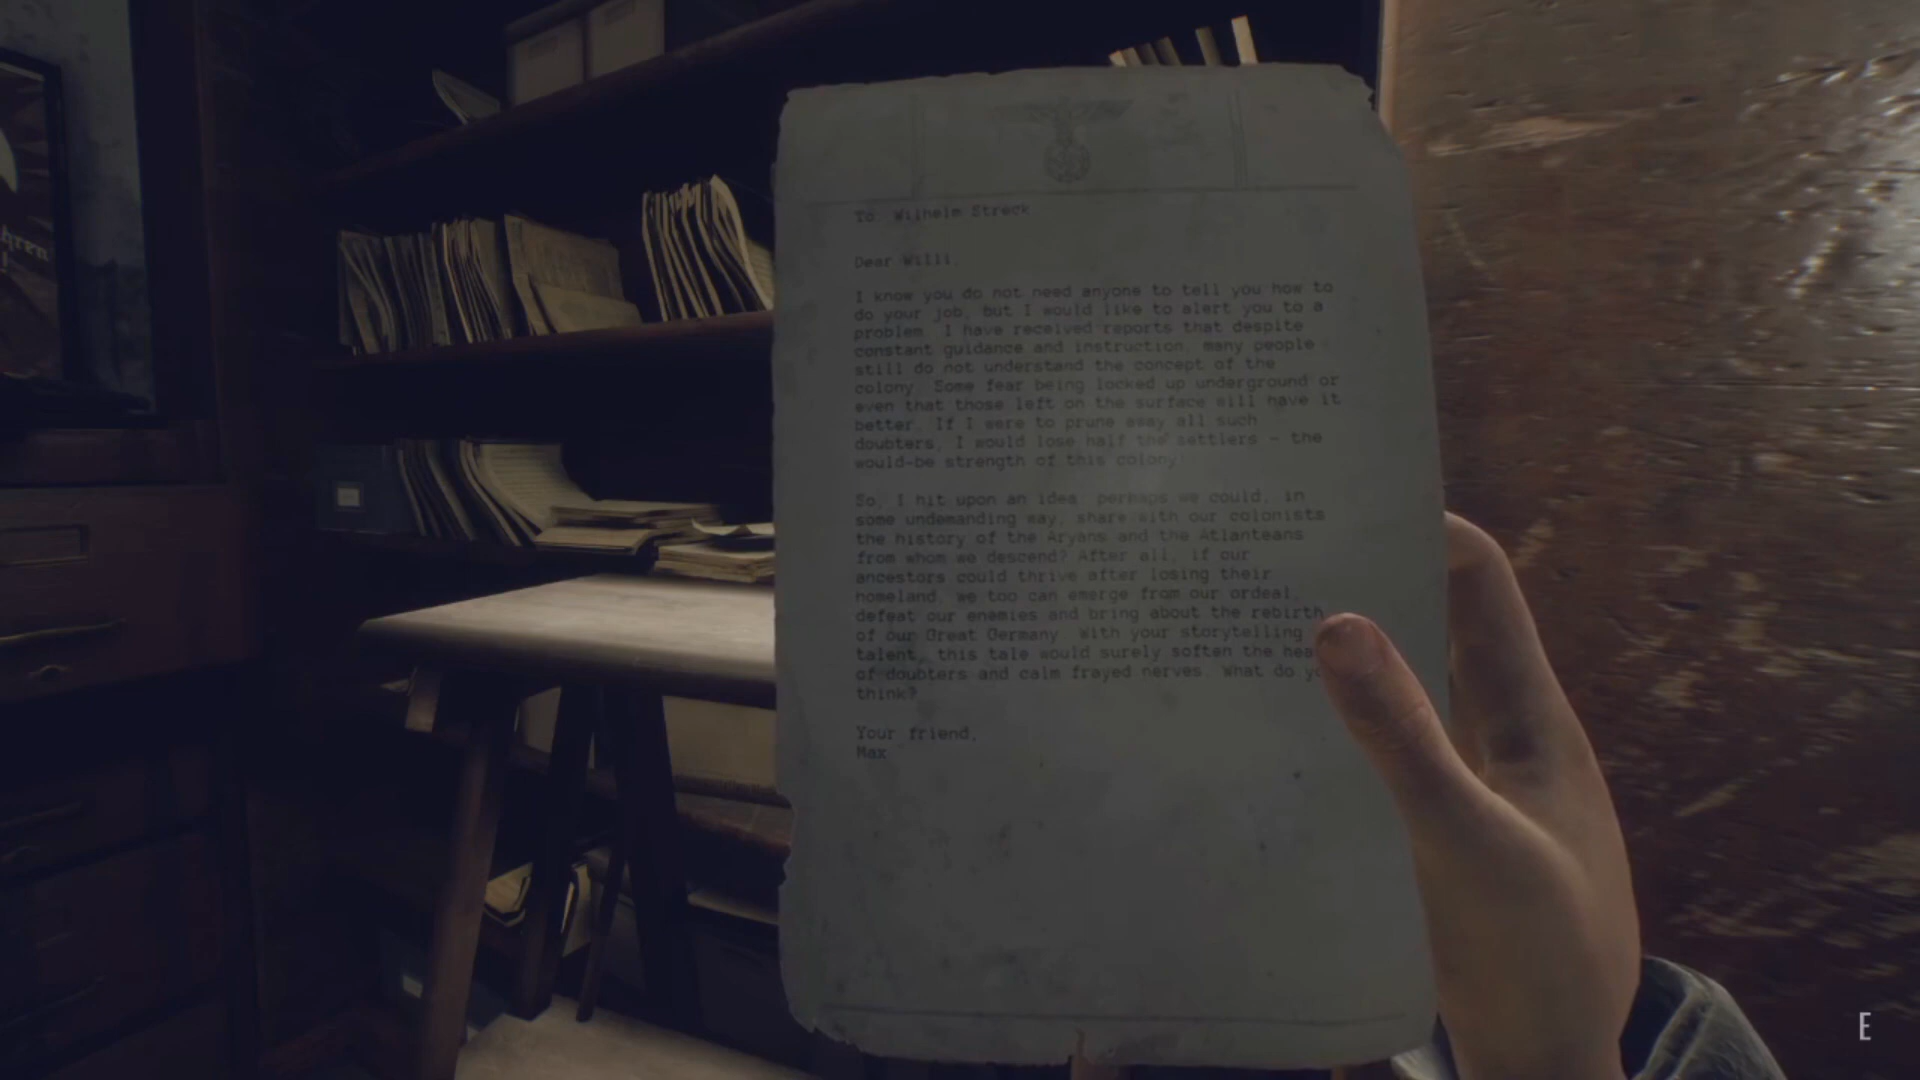 hren
!
To: Wilhelm Streck
Dear Willi,
I know you do not need anyone to tell you how to
do your job, but I would like to alert you to a
problem. I have received reports that despite
constant guidance and instruction, many people
still do not understand the concept of the
colony. Some fear being locked up underground or
even that those left on the surface will have it
better. If I were to prune away all such
doubters, I would lose half the settlers – the
would-be strength of this colony!
So, I hit upon an idea: perhaps we could, in
some undemanding way, share with our colonists
the history of the Aryans and the Atlanteans
from whom we descend? After all, if our
ancestors could thrive after losing their
homeland, we too can emerge from our ordeal,
defeat our enemies and bring about the rebirth
of our Great Germany. With your storytelling
talent, this tale would surely soften the hea
of doubters and calm frayed nerves. What do yo
think?
Your friend,
Max
E